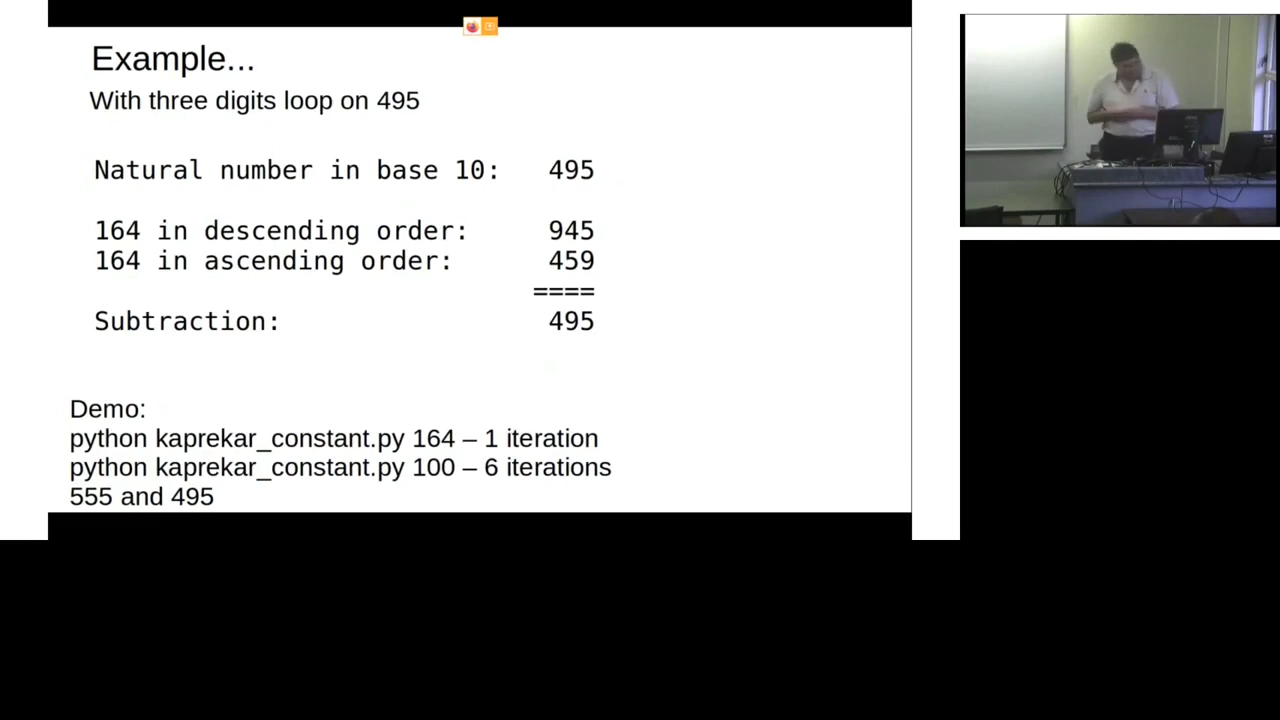 Example...
With three digits loop on 495
Natural number in base 10: 495
164 in descending order: 945
164 in ascending order: 459
====
Subtraction: 495
Demo:
python kaprekar_constant.py 164 – 1 iteration
python kaprekar_constant.py 100 – 6 iterations
555 and 495